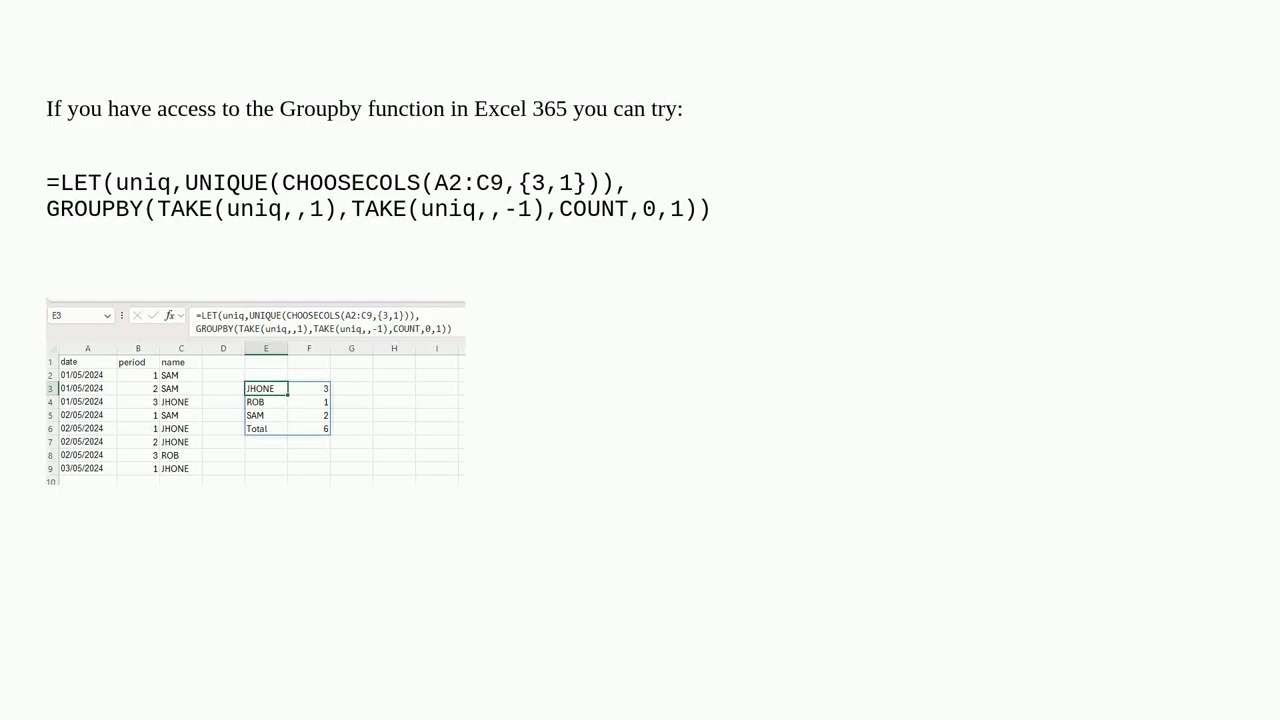 If you have access to the Groupby function in Excel 365 you can try:
=LET(uniq,UNIQUE(CHOOSECOLS(A2:C9,{3,1})),
GROUPBY(TAKE(uniq,,1),TAKE(uniq,,-1),COUNT,0,1))
E3 fx =LET(uniq,UNIQUE(CHOOSECOLS(A2:C9,{3,1})),
GROUPBY(TAKE(uniq,,1),TAKE(uniq,,-1),COUNT,0,1))
A B C D E F G H I
1 date period name
2 01/05/2024 1 SAM
3 01/05/2024 2 SAM JHONE 3
4 01/05/2024 3 JHONE ROB 1
5 02/05/2024 1 SAM SAM 2
6 02/05/2024 1 JHONE Total 6
7 02/05/2024 2 JHONE
8 02/05/2024 3 ROB
9 03/05/2024 1 JHONE
10